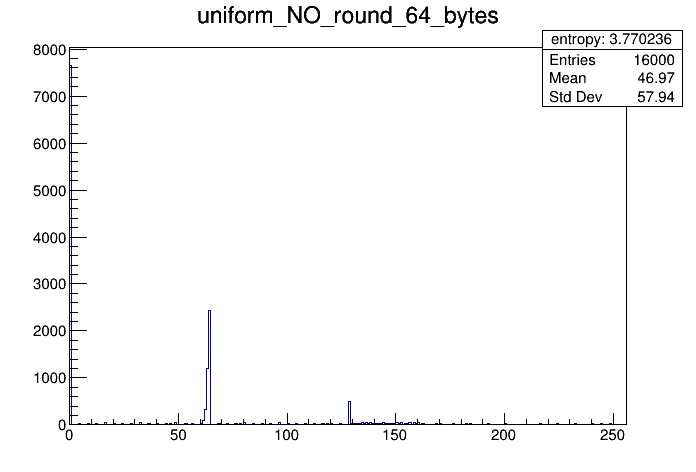 uniform_NO_round_64_bytes
entropy: 3.770236
Entries 16000
Mean 46.97
Std Dev 57.94
8000
7000
6000
5000
4000
3000
2000
1000
0
0 50 100 150 200 250